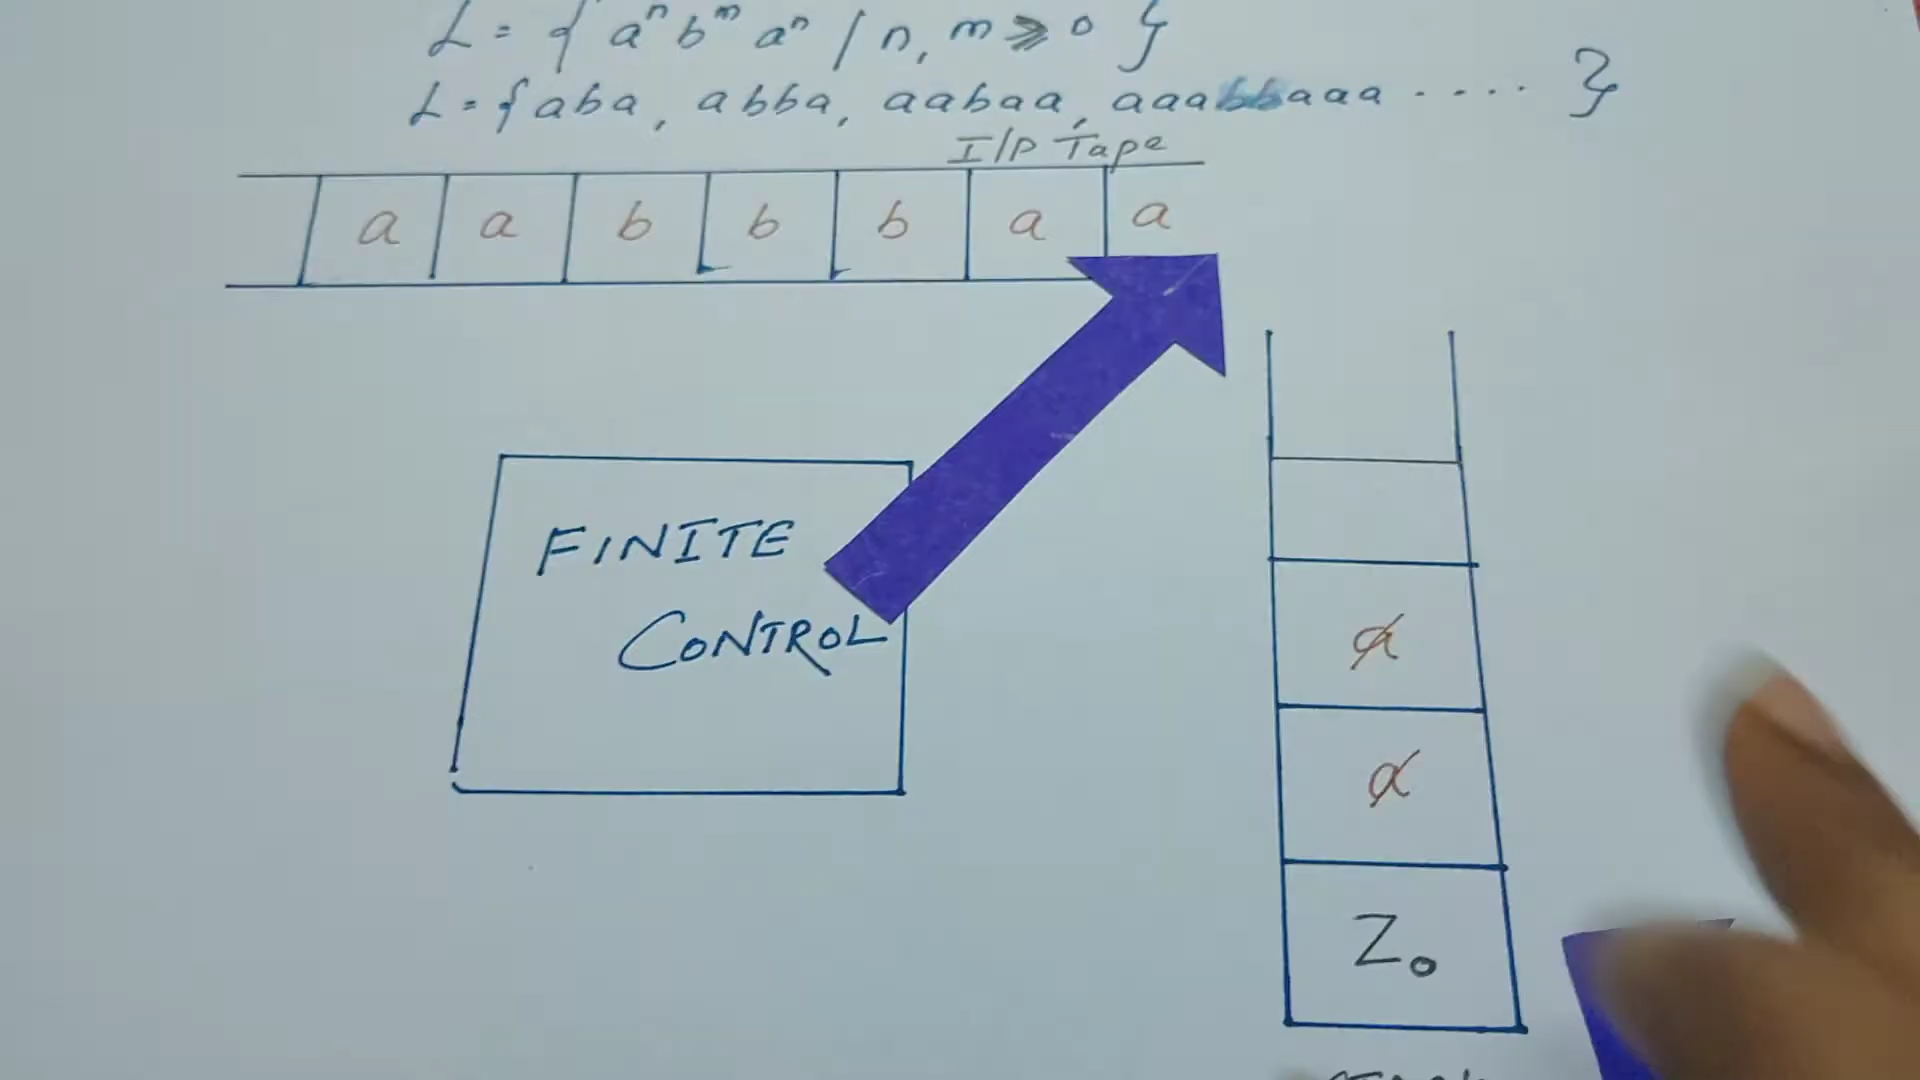 L = { aⁿ bᵐ aⁿ / n, m ⩾ 0 }
L = { aba, abba, aabaa, aaabbaaa .... }
I/P Tape
a a b b b a a
FINITE
CONTROL
a
a
Z₀